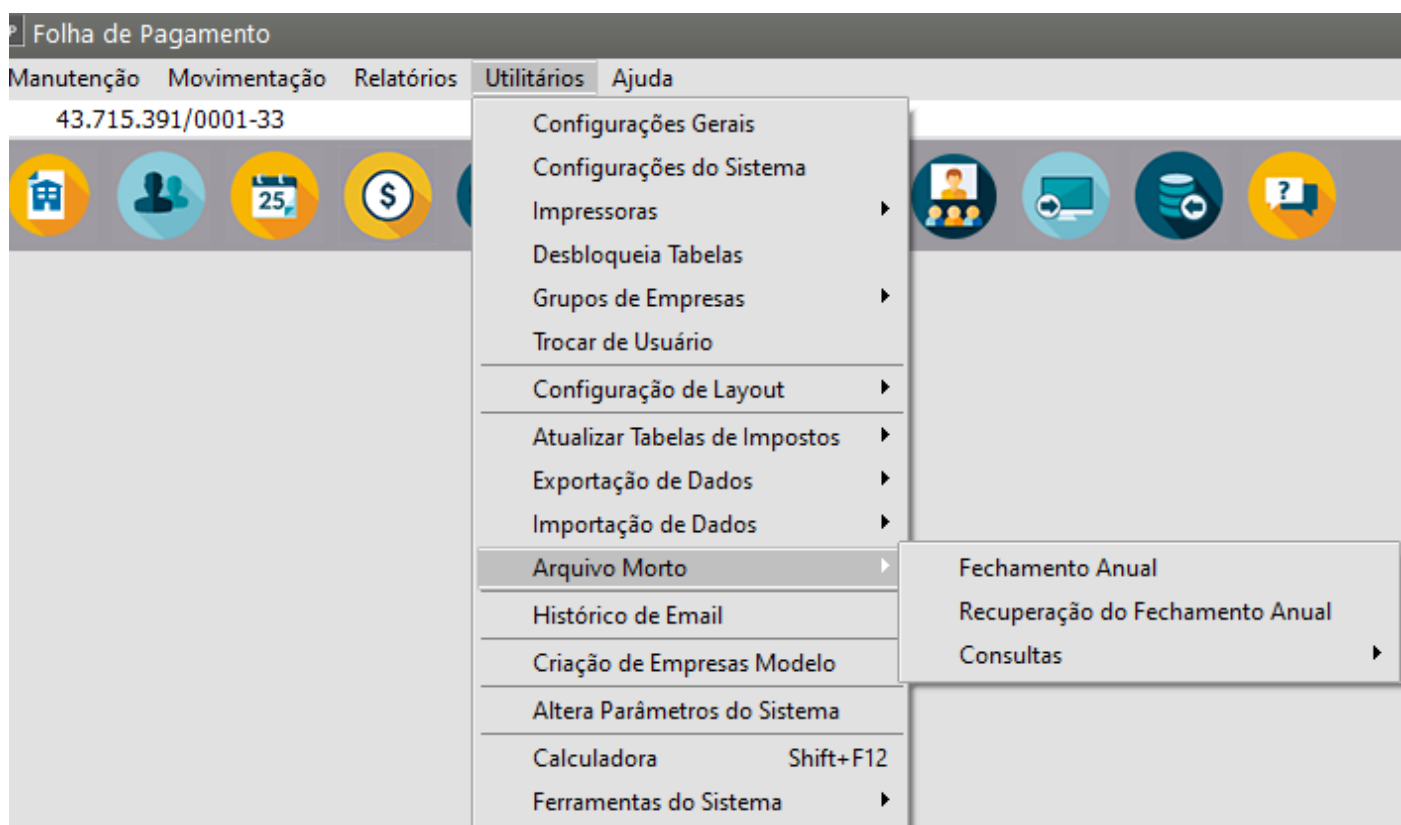 Folha de Pagamento
Manutenção Movimentação Relatórios Utilitários Ajuda
43.715.391/0001-33
25
$
?
Configurações Gerais
Configurações do Sistema
Impressoras
Desbloqueia Tabelas
Grupos de Empresas
Trocar de Usuário
Configuração de Layout
Atualizar Tabelas de Impostos
Exportação de Dados
Importação de Dados
Arquivo Morto
Fechamento Anual
Recuperação do Fechamento Anual
Consultas
Histórico de Email
Criação de Empresas Modelo
Altera Parâmetros do Sistema
Calculadora Shift+F12
Ferramentas do Sistema